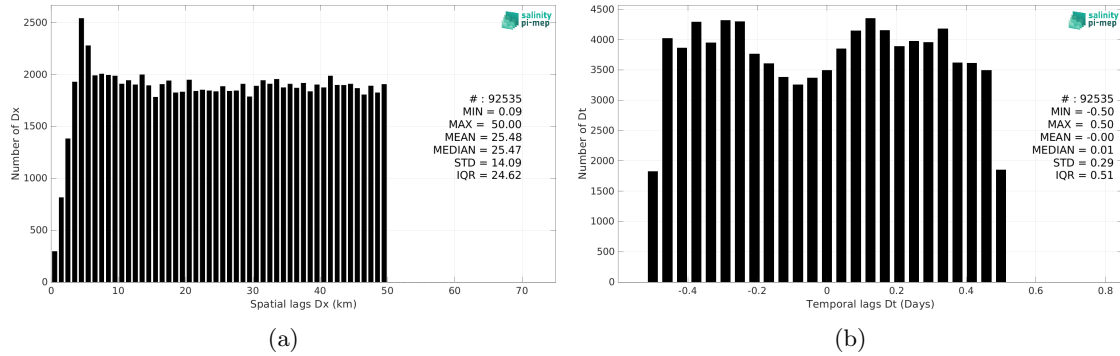 salinity
pi-mep
2500
2000
1500
1000
500
0
Number of Dx
# : 92535
MIN = 0.09
MAX = 50.00
MEAN = 25.48
MEDIAN = 25.47
STD = 14.09
IQR = 24.62
0 10 20 30 40 50 60 70
Spatial lags Dx (km)
(a)
salinity
pi-mep
4500
4000
3500
3000
2500
2000
1500
1000
500
0
Number of Dt
# : 92535
MIN = -0.50
MAX = 0.50
MEAN = -0.00
MEDIAN = 0.01
STD = 0.29
IQR = 0.51
-0.4 -0.2 0 0.2 0.4 0.6 0.8
Temporal lags Dt (Days)
(b)